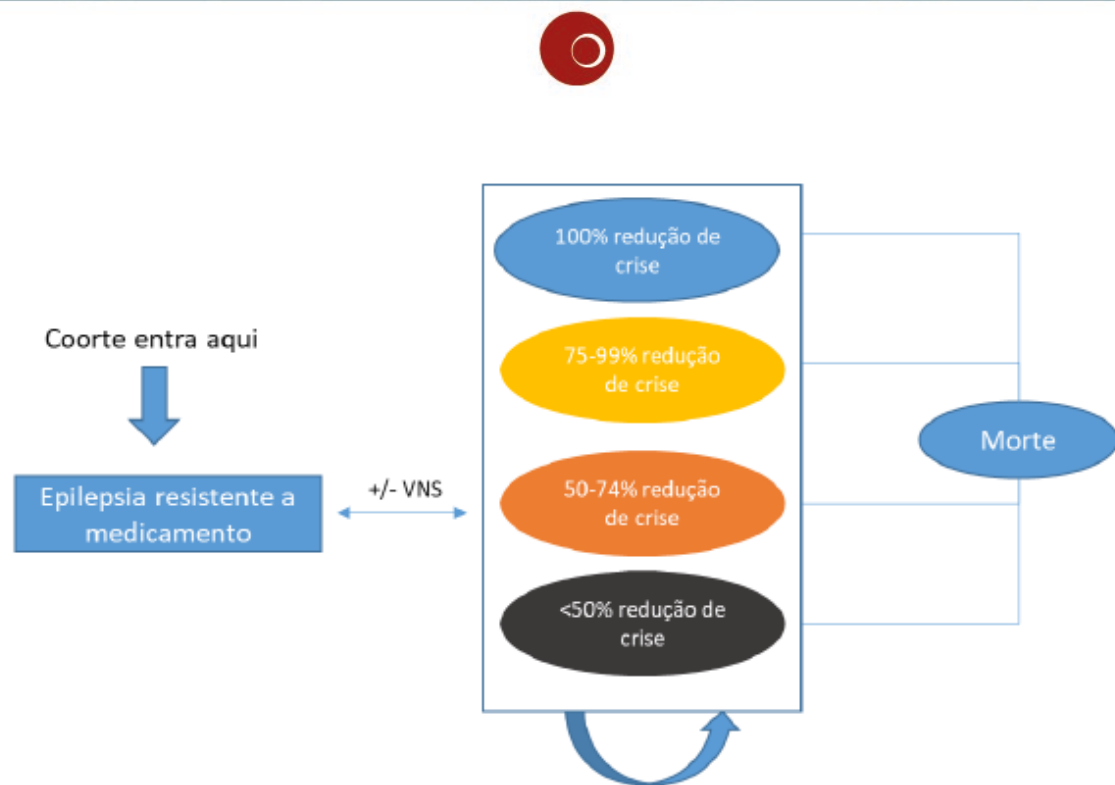 100% redução de
crise
Coorte entra aqui
75-99% redução
de crise
Morte
Epilepsia resistente a
medicamento
+/- VNS
50-74% redução
de crise
<50% redução de
crise